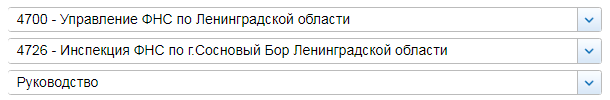 4700 - Управление ФНС по Ленинградской области
4726 - Инспекция ФНС по г.Сосновый Бор Ленинградской области
Руководство